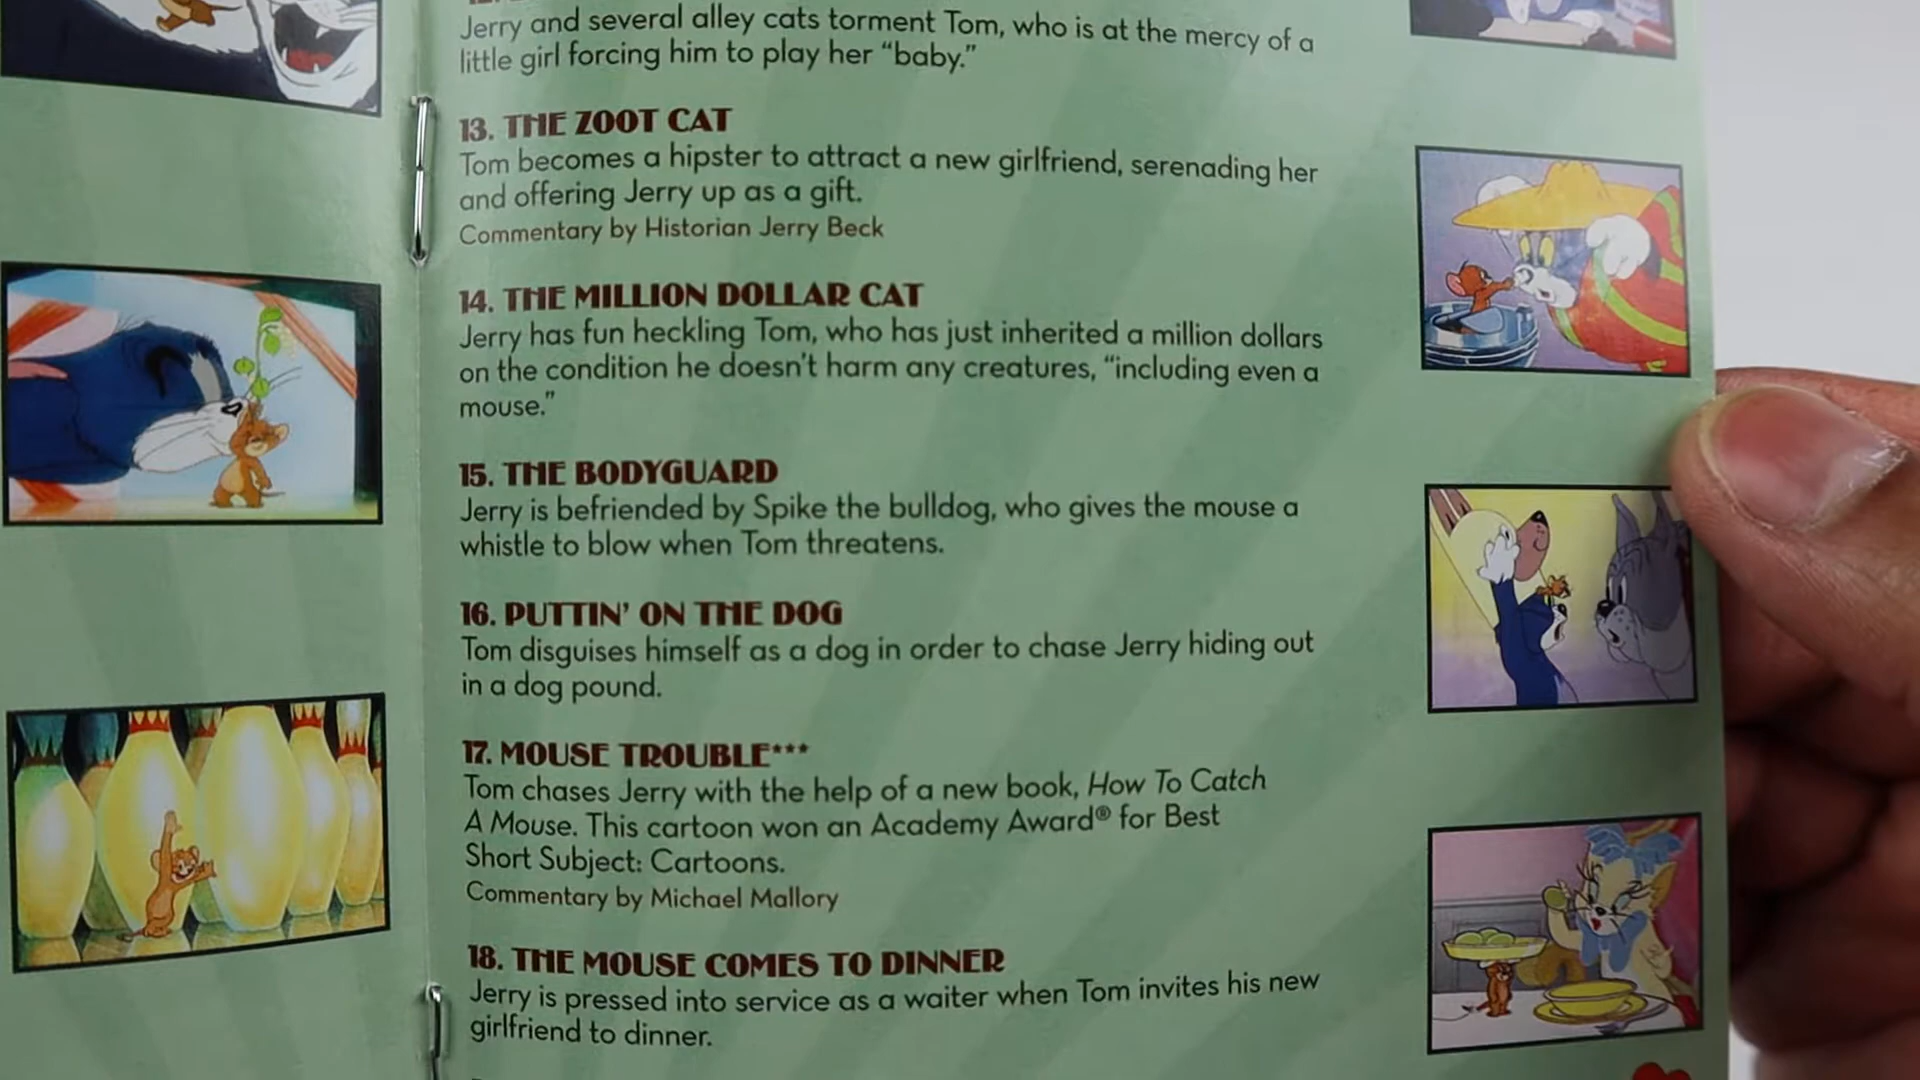 Jerry and several alley cats torment Tom, who is at the mercy of a
little girl forcing him to play her “baby.”
13. THE ZOOT CAT
Tom becomes a hipster to attract a new girlfriend, serenading her
and offering Jerry up as a gift.
Commentary by Historian Jerry Beck
14. THE MILLION DOLLAR CAT
Jerry has fun heckling Tom, who has just inherited a million dollars
on the condition he doesn’t harm any creatures, “including even a
mouse.”
15. THE BODYGUARD
Jerry is befriended by Spike the bulldog, who gives the mouse a
whistle to blow when Tom threatens.
16. PUTTIN’ ON THE DOG
Tom disguises himself as a dog in order to chase Jerry hiding out
in a dog pound.
17. MOUSE TROUBLE***
Tom chases Jerry with the help of a new book, How To Catch
A Mouse. This cartoon won an Academy Award® for Best
Short Subject: Cartoons.
Commentary by Michael Mallory
18. THE MOUSE COMES TO DINNER
Jerry is pressed into service as a waiter when Tom invites his new
girlfriend to dinner.